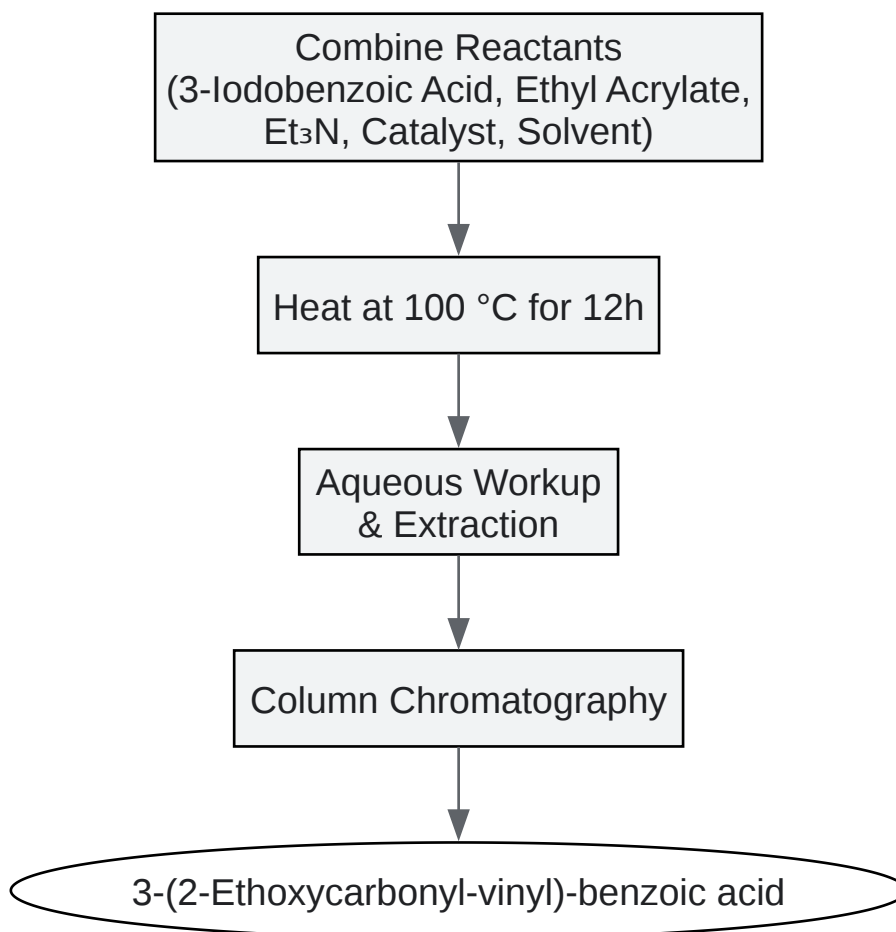 Combine Reactants
(3-Iodobenzoic Acid, Ethyl Acrylate,
Et₃N, Catalyst, Solvent)
Heat at 100 °C for 12h
Aqueous Workup
& Extraction
Column Chromatography
3-(2-Ethoxycarbonyl-vinyl)-benzoic acid